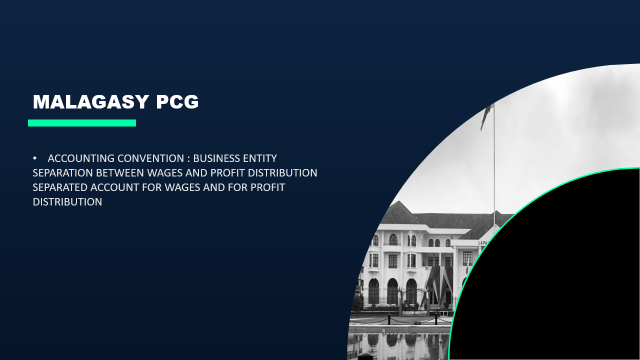 MALAGASY PCG
• ACCOUNTING CONVENTION : BUSINESS ENTITY
SEPARATION BETWEEN WAGES AND PROFIT DISTRIBUTION
SEPARATED ACCOUNT FOR WAGES AND FOR PROFIT
DISTRIBUTION